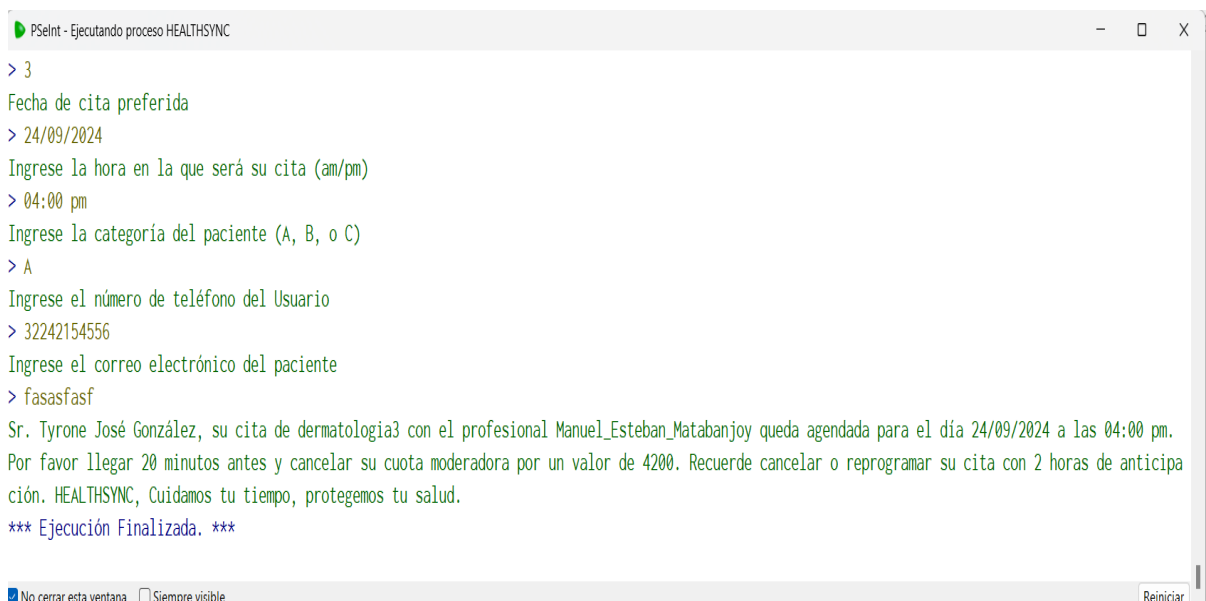 PSeInt - Ejecutando proceso HEALTHSYNC
> 3
Fecha de cita preferida
> 24/09/2024
Ingrese la hora en la que será su cita (am/pm)
> 04:00 pm
Ingrese la categoría del paciente (A, B, o C)
> A
Ingrese el número de teléfono del Usuario
> 32242154556
Ingrese el correo electrónico del paciente
> fasasfasf
Sr. Tyrone José González, su cita de dermatologia3 con el profesional Manuel_Esteban_Matabanjoy queda agendada para el día 24/09/2024 a las 04:00 pm.
Por favor llegar 20 minutos antes y cancelar su cuota moderadora por un valor de 4200. Recuerde cancelar o reprogramar su cita con 2 horas de anticipa
ción. HEALTHSYNC, Cuidamos tu tiempo, protegemos tu salud.
*** Ejecución Finalizada. ***
No cerrar esta ventana Siempre visible Reiniciar